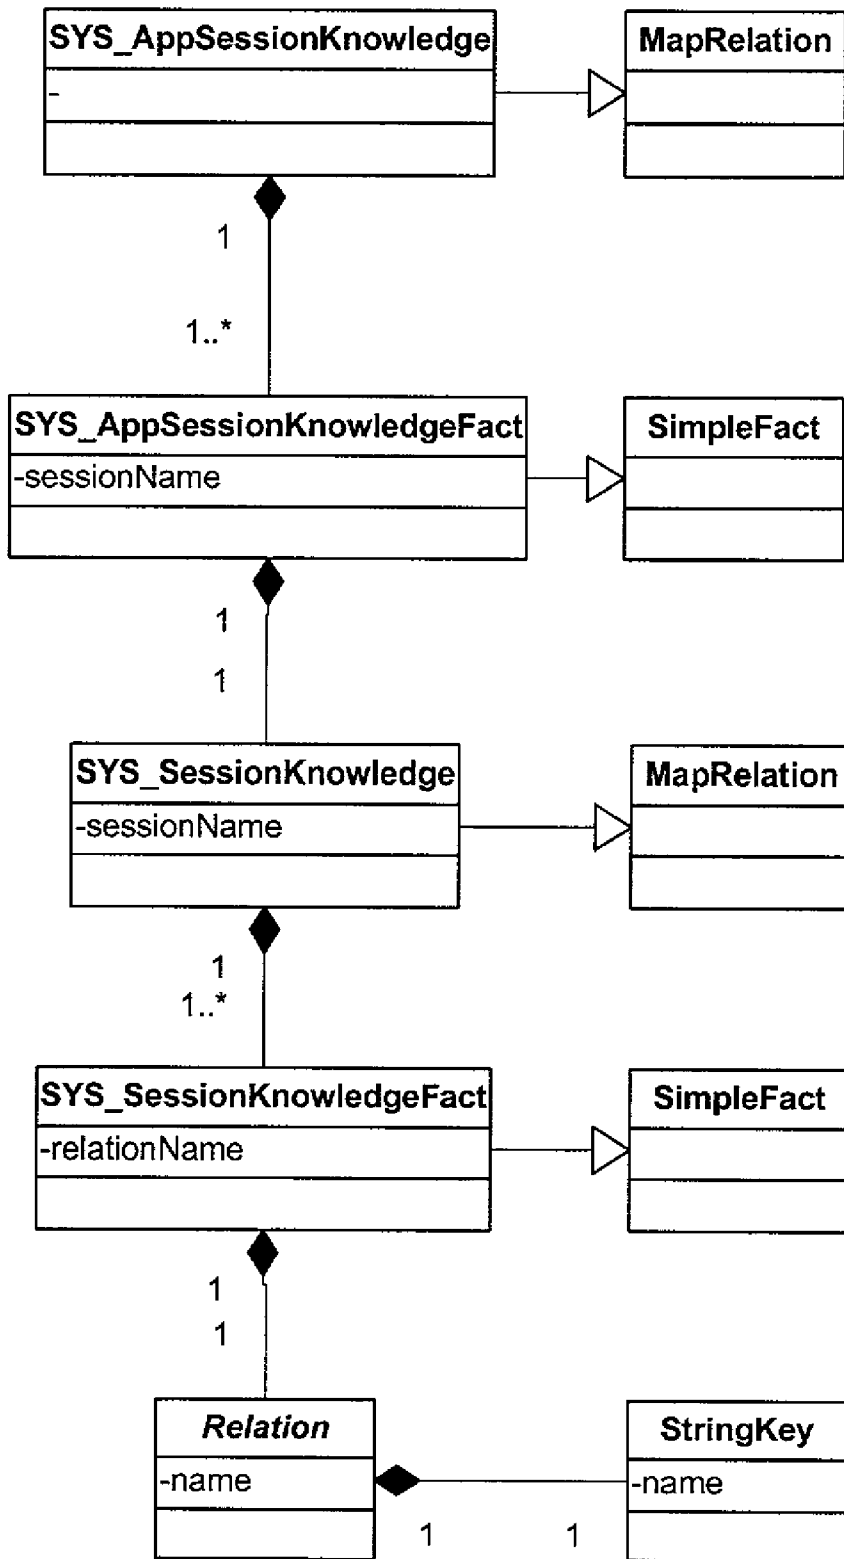 SYS_AppSessionKnowledge
MapRelation
-
1
1..*
SYS_AppSessionKnowledgeFact
SimpleFact
-sessionName
1
1
SYS_SessionKnowledge
MapRelation
-sessionName
1
1..*
SYS_SessionKnowledgeFact
SimpleFact
-relationName
1
1
Relation
StringKey
-name
-name
1
1